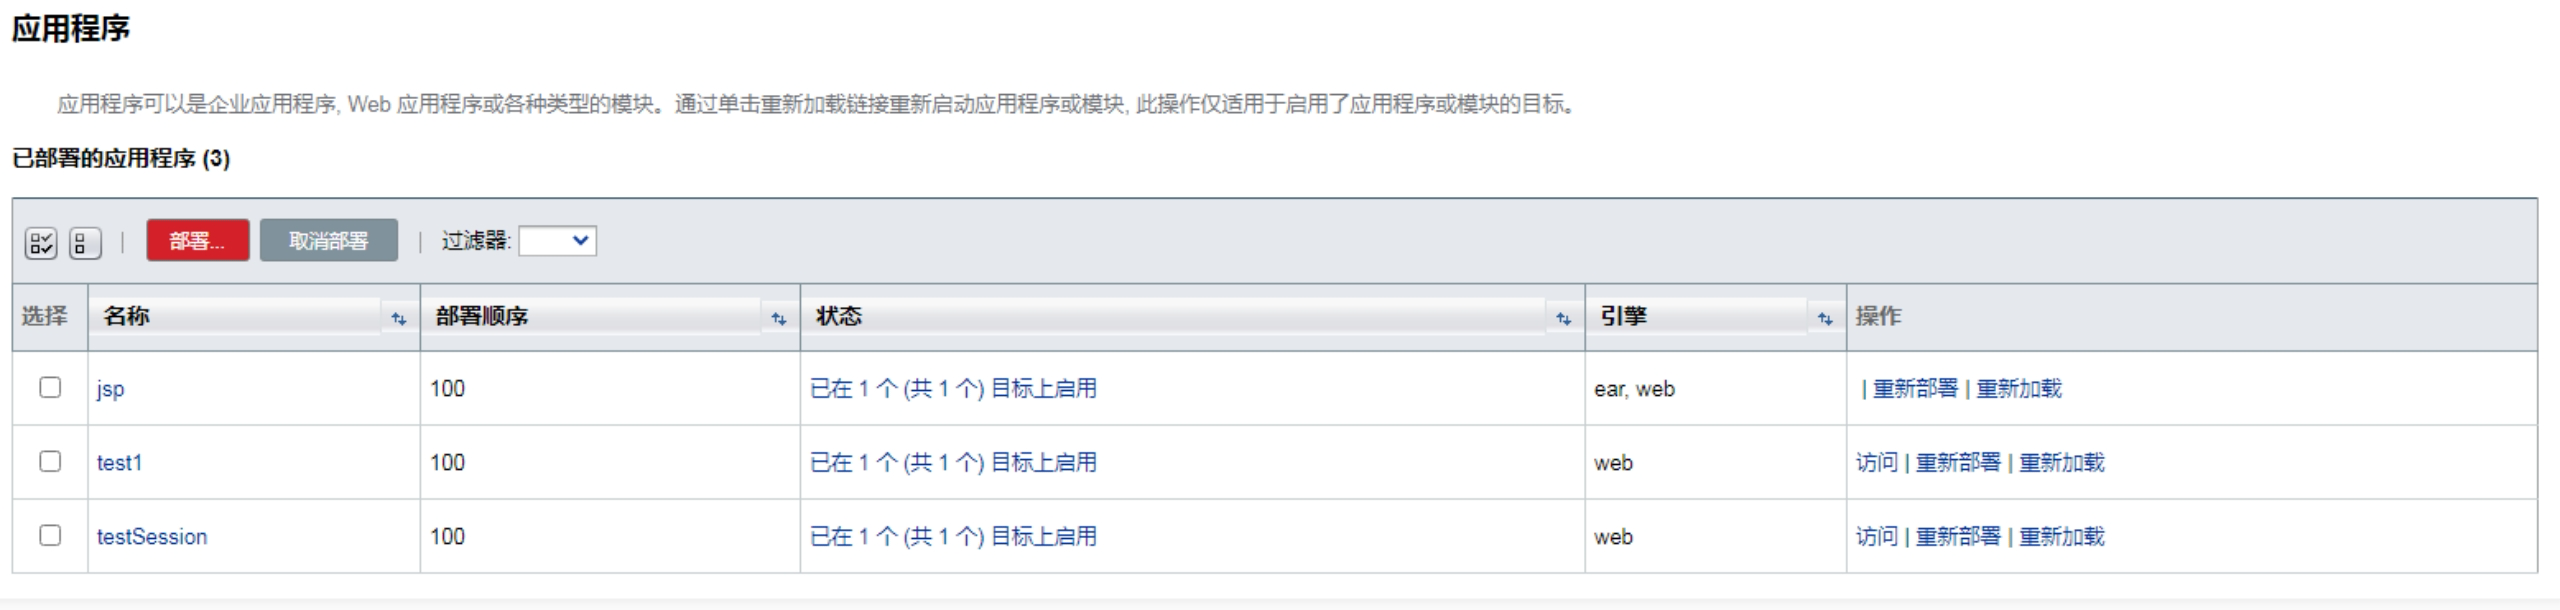 应用程序
应用程序可以是企业应用程序, Web 应用程序或各种类型的模块。通过单击重新加载链接重新启动应用程序或模块, 此操作仅适用于启用了应用程序或模块的目标。
已部署的应用程序 (3)
| 部署... 取消部署 | 过滤器:
选择 名称 部署顺序 状态 引擎 操作
jsp 100 已在 1 个 (共 1 个) 目标上启用 ear, web | 重新部署 | 重新加载
test1 100 已在 1 个 (共 1 个) 目标上启用 web 访问 | 重新部署 | 重新加载
testSession 100 已在 1 个 (共 1 个) 目标上启用 web 访问 | 重新部署 | 重新加载